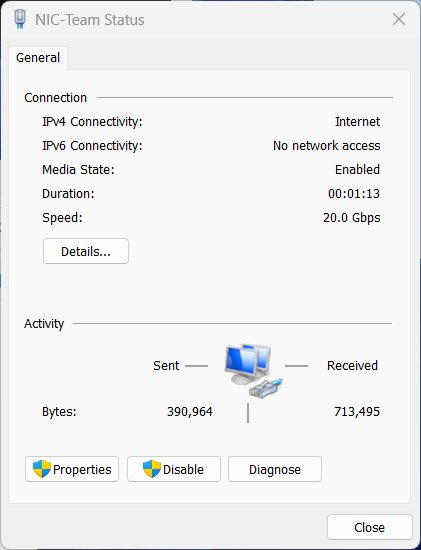 NIC-Team Status
General
Connection
IPv4 Connectivity: Internet
IPv6 Connectivity: No network access
Media State: Enabled
Duration: 00:01:13
Speed: 20.0 Gbps
Details...
Activity
Sent Received
Bytes: 390,964 713,495
Properties Disable Diagnose
Close